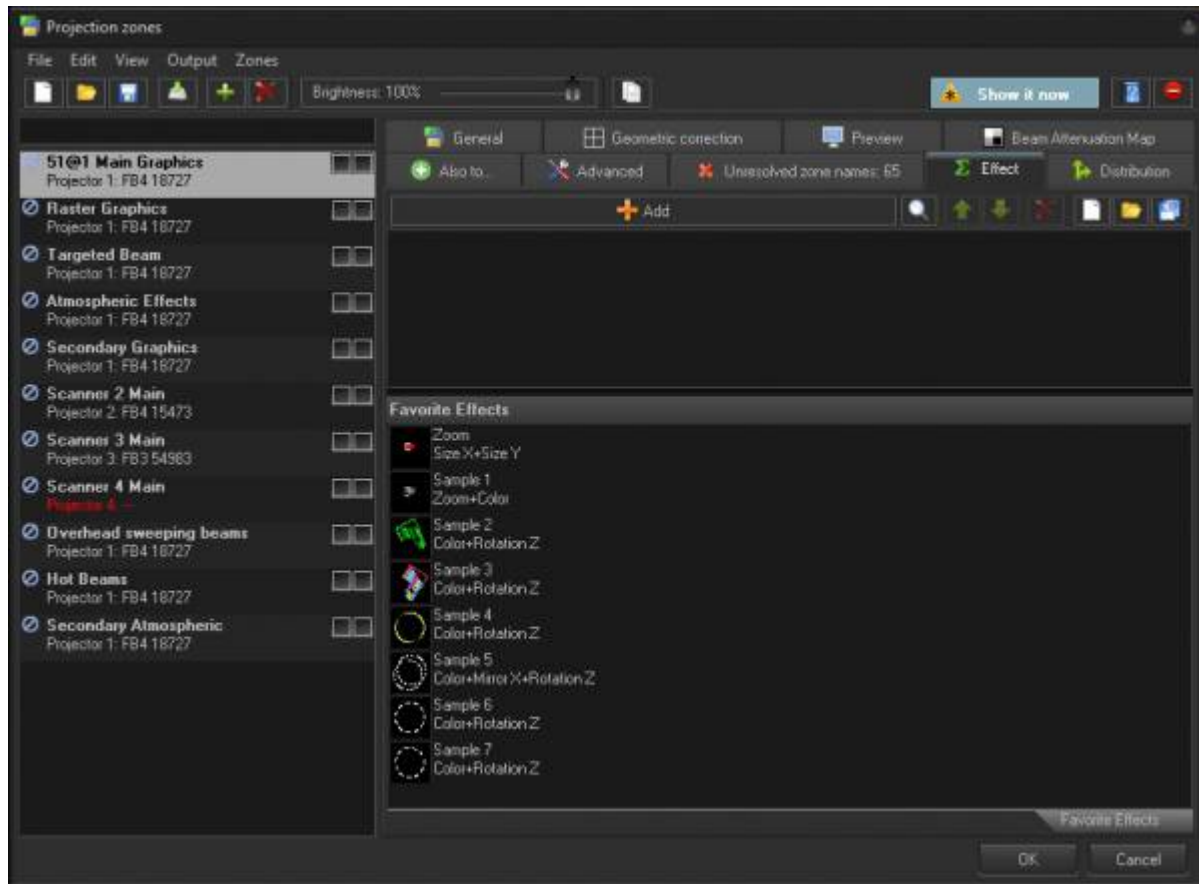 Projection zones
File Edit View Output Zones
Brightness: 100%
Show it now
General
Geometric correction
Preview
Beam Attenuation Map
Also to...
Advanced
Unresolved zone names: 65
Effect
Distribution
Add
51@1 Main Graphics
Projector 1: FB4 18727
Raster Graphics
Projector 1: FB4 18727
Targeted Beam
Projector 1: FB4 18727
Atmospheric Effects
Projector 1: FB4 18727
Secondary Graphics
Projector 1: FB4 18727
Scanner 2 Main
Projector 2: FB4 15473
Scanner 3 Main
Projector 3: FB3 54983
Scanner 4 Main
Projector 4: --
Overhead sweeping beams
Projector 1: FB4 18727
Hot Beams
Projector 1: FB4 18727
Secondary Atmospheric
Projector 1: FB4 18727
Favorite Effects
Zoom
Size X+Size Y
Sample 1
Zoom+Color
Sample 2
Color+Rotation Z
Sample 3
Color+Rotation Z
Sample 4
Color+Rotation Z
Sample 5
Color+Mirror X+Rotation Z
Sample 6
Color+Rotation Z
Sample 7
Color+Rotation Z
Favorite Effects
OK
Cancel